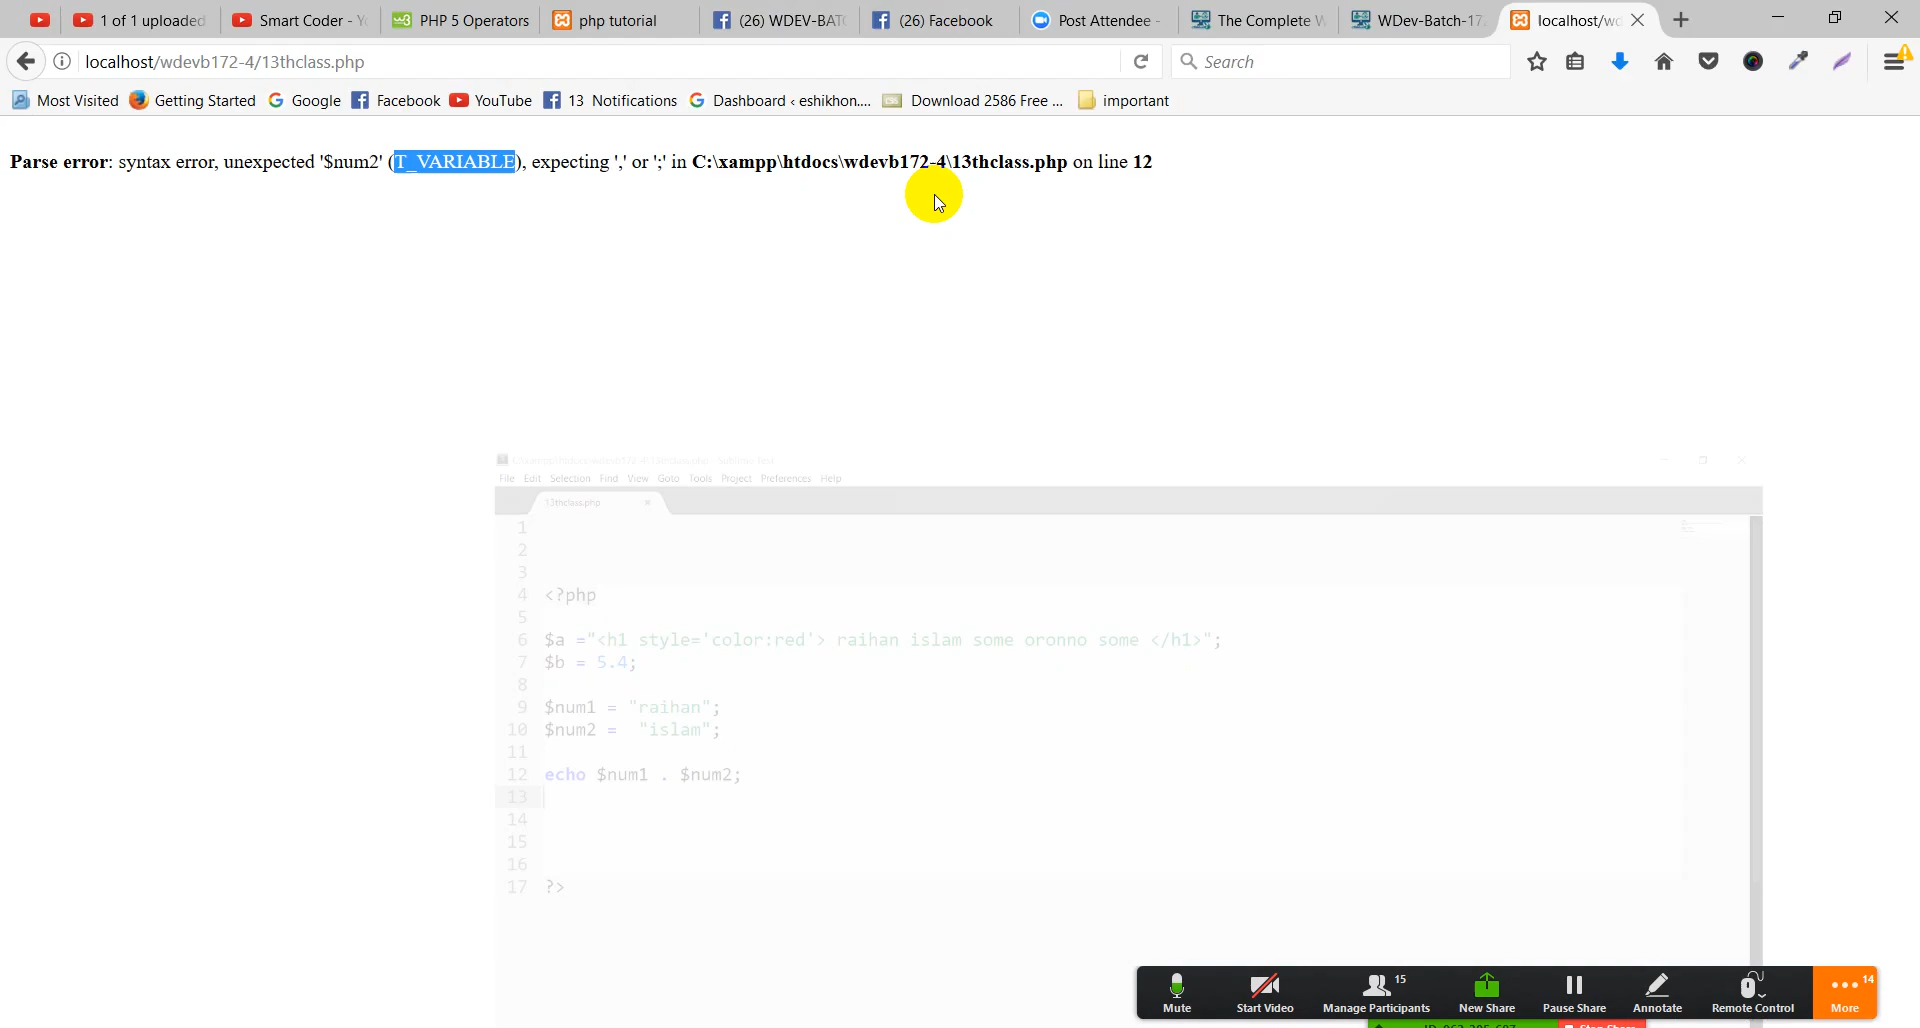 1 of 1 uploaded
Smart Coder - Y
PHP 5 Operators
php tutorial
(26) WDEV-BAT
(26) Facebook
Post Attendee -
The Complete W
WDev-Batch-17
localhost/wd
localhost/wdevb172-4/13thclass.php
Search
Most Visited Getting Started Google Facebook YouTube 13 Notifications Dashboard ‹ eshikhon.... Download 2586 Free ... important
Parse error: syntax error, unexpected '$num2' (T_VARIABLE), expecting ',' or ';' in C:\xampp\htdocs\wdevb172-4\13thclass.php on line 12
File Edit Selection Find View Goto Tools Project Preferences Help
13thclass.php
1
2
3
4 <?php
5
6 $a ="<h1 style='color:red'> raihan islam some oronno some </h1>";
7 $b = 5.4;
8
9 $num1 = "raihan";
10 $num2 = "islam";
11
12 echo $num1 . $num2;
13
14
15
16
17 ?>
15
14
Mute Start Video Manage Participants New Share Pause Share Annotate Remote Control More